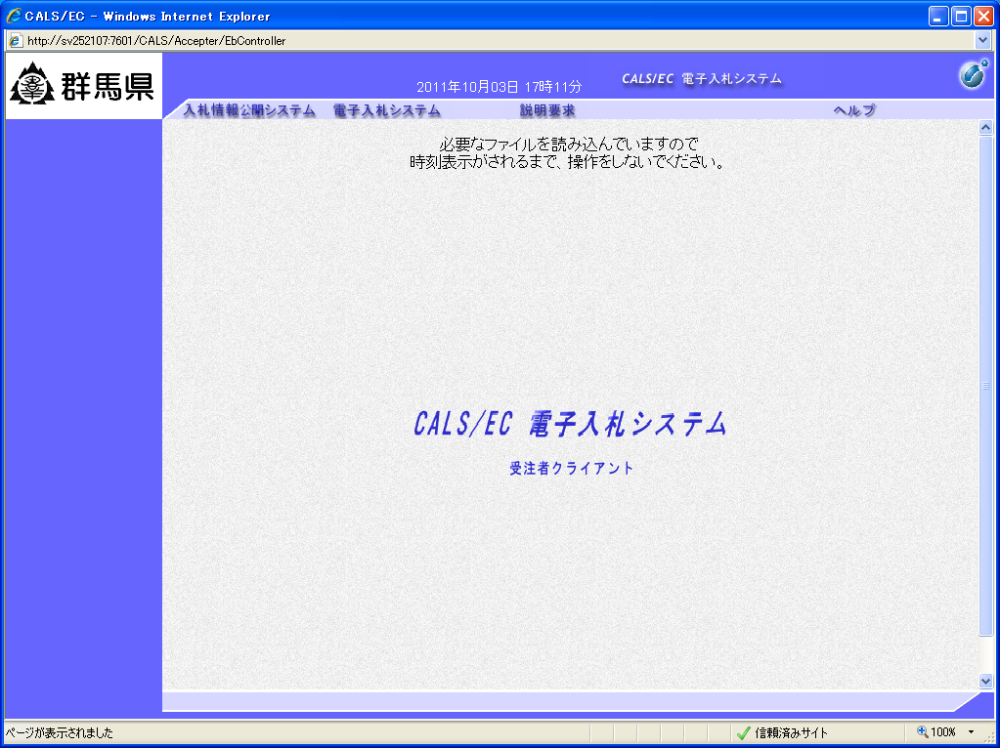 CALS/EC - Windows Internet Explorer
http://sv252107:7601/CALS/Accepter/EbController
群馬県
2011年10月03日 17時11分
CALS/EC 電子入札システム
入札情報公開システム 電子入札システム 説明要求 ヘルプ
必要なファイルを読み込んでいますので
時刻表示がされるまで、操作をしないでください。
CALS/EC 電子入札システム
受注者クライアント
ページが表示されました 信頼済みサイト 100%